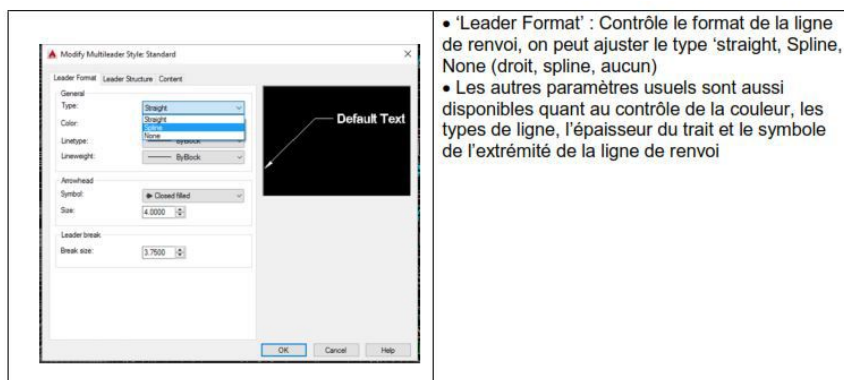 Modify Multileader Style: Standard
Leader Format Leader Structure Content
General
Type: Straight
Straight
Spline
None
Color:
Linetype: ByBlock
Lineweight: ByBlock
Arrowhead
Symbol: Closed filled
Size: 4.0000
Leader break
Break size: 3.7500
Default Text
OK Cancel Help
• ‘Leader Format’ : Contrôle le format de la ligne
de renvoi, on peut ajuster le type ‘straight, Spline,
None (droit, spline, aucun)
• Les autres paramètres usuels sont aussi
disponibles quant au contrôle de la couleur, les
types de ligne, l’épaisseur du trait et le symbole
de l’extrémité de la ligne de renvoi